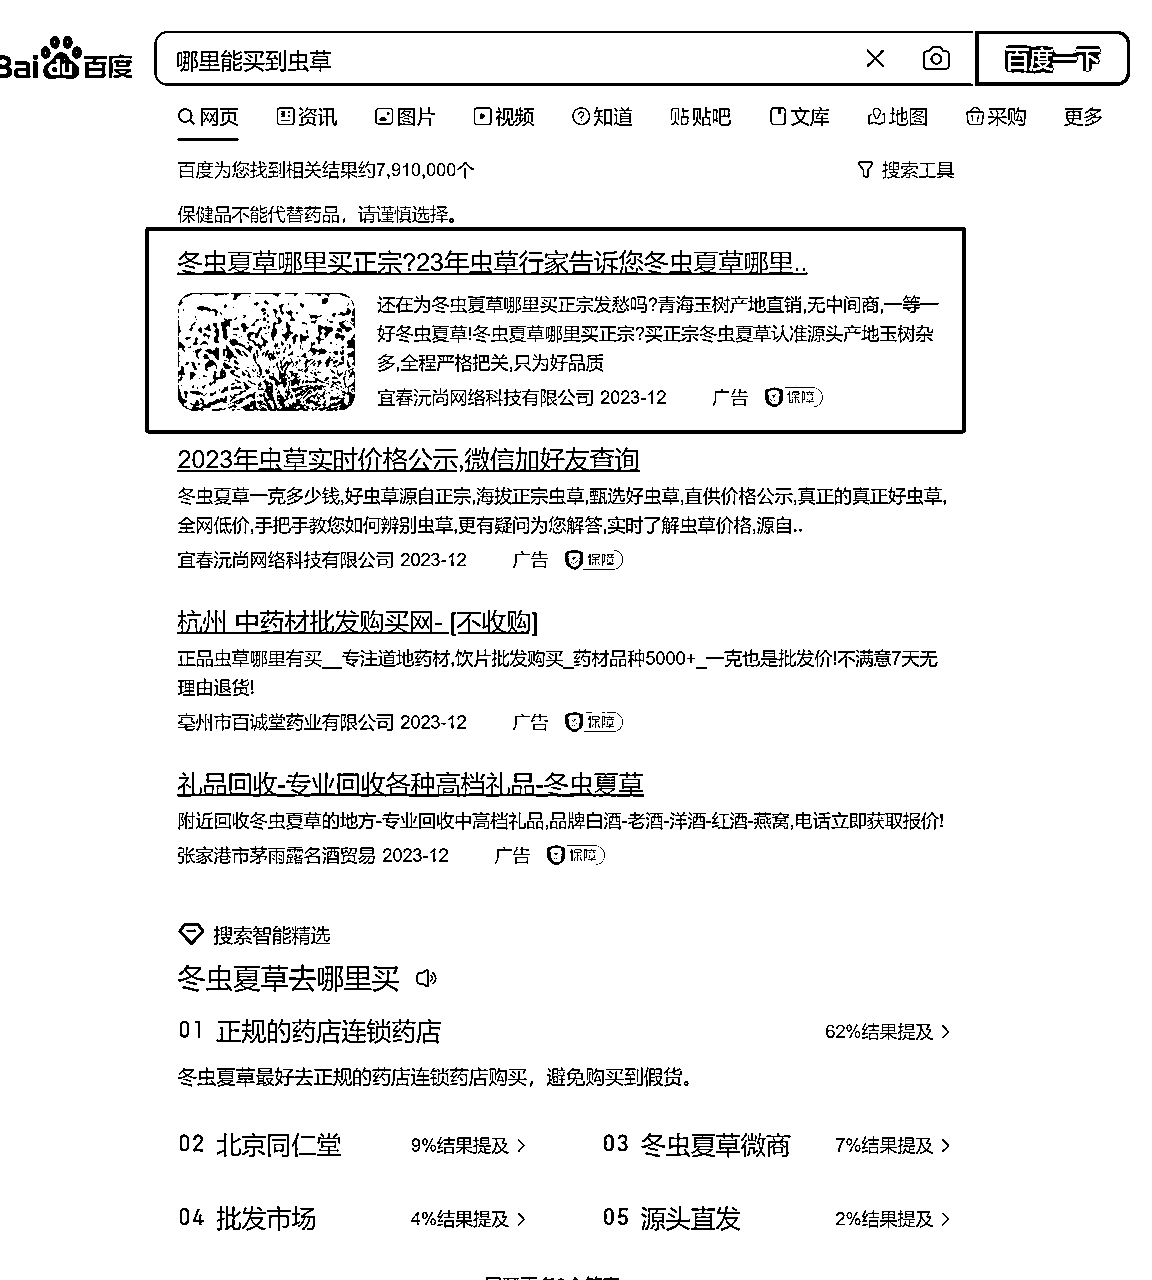 Bai du 百度
哪里能买到虫草
百度一下
网页 资讯 图片 视频 知道 贴吧 文库 地图 采购 更多
百度为您找到相关结果约7,910,000个 搜索工具
保健品不能代替药品，请谨慎选择。
冬虫夏草哪里买正宗?23年虫草行家告诉您冬虫夏草哪里..
还在为冬虫夏草哪里买正宗发愁吗?青海玉树产地直销,无中间商,一等一
好冬虫夏草!冬虫夏草哪里买正宗?买正宗冬虫夏草认准源头产地玉树杂
多,全程严格把关,只为好品质
宜春沅尚网络科技有限公司 2023-12 广告 保障
2023年虫草实时价格公示,微信加好友查询
冬虫夏草一克多少钱,好虫草源自正宗,海拔正宗虫草,甄选好虫草,直供价格公示,真正的真正好虫草,
全网低价,手把手教您如何辨别虫草,更有疑问为您解答,实时了解虫草价格,源自..
宜春沅尚网络科技有限公司 2023-12 广告 保障
杭州 中药材批发购买网- [不收购]
正品虫草哪里有买__专注道地药材,饮片批发购买_药材品种5000+_一克也是批发价!不满意7天无
理由退货!
亳州市百诚堂药业有限公司 2023-12 广告 保障
礼品回收-专业回收各种高档礼品-冬虫夏草
附近回收冬虫夏草的地方-专业回收中高档礼品,品牌白酒-老酒-洋酒-红酒-燕窝,电话立即获取报价!
张家港市茅雨露名酒贸易 2023-12 广告 保障
搜索智能精选
冬虫夏草去哪里买
01 正规的药店连锁药店 62%结果提及
冬虫夏草最好去正规的药店连锁药店购买，避免购买到假货。
02 北京同仁堂 9%结果提及 03 冬虫夏草微商 7%结果提及
04 批发市场 4%结果提及 05 源头直发 2%结果提及